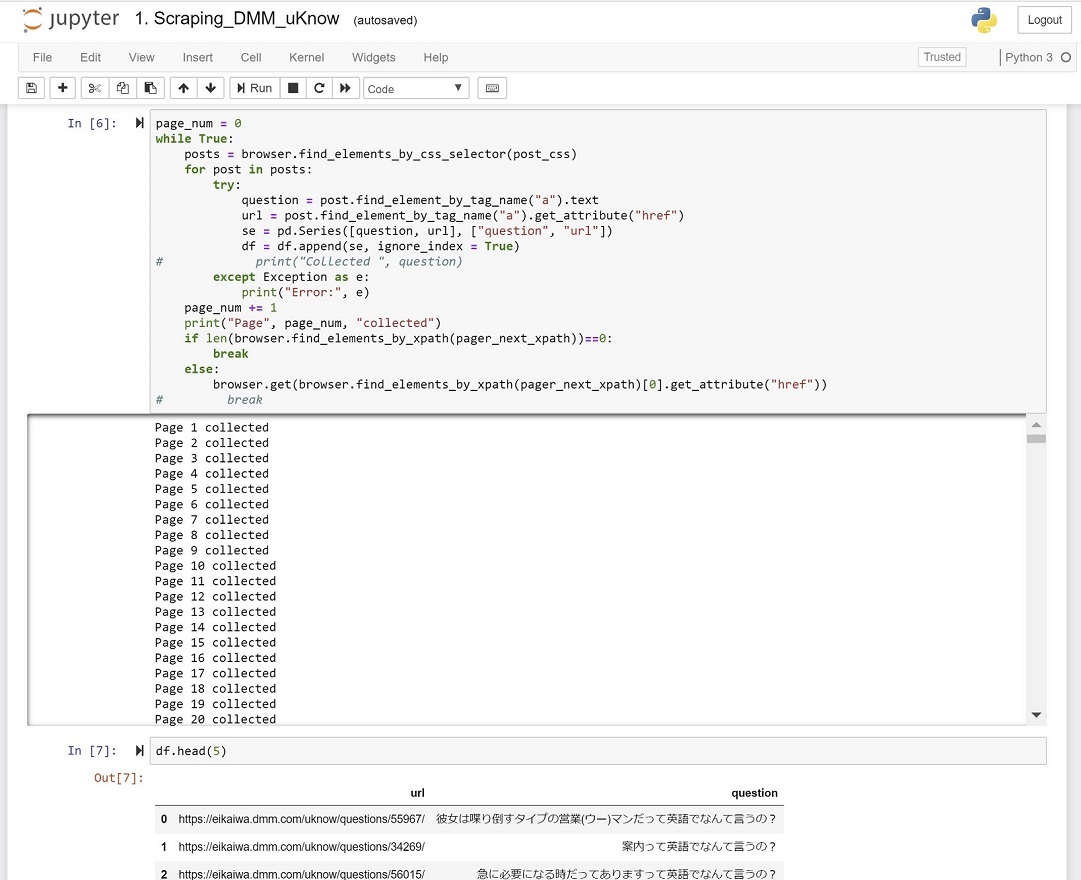 jupyter 1. Scraping_DMM_uKnow (autosaved) Logout
File Edit View Insert Cell Kernel Widgets Help Trusted Python 3
Run Code
In [6]:
page_num = 0
while True:
    posts = browser.find_elements_by_css_selector(post_css)
    for post in posts:
        try:
            question = post.find_element_by_tag_name("a").text
            url = post.find_element_by_tag_name("a").get_attribute("href")
            se = pd.Series([question, url], ["question", "url"])
            df = df.append(se, ignore_index = True)
#             print("Collected ", question)
        except Exception as e:
            print("Error:", e)
    page_num += 1
    print("Page", page_num, "collected")
    if len(browser.find_elements_by_xpath(pager_next_xpath))==0:
        break
    else:
        browser.get(browser.find_elements_by_xpath(pager_next_xpath)[0].get_attribute("href"))
#         break
Page 1 collected
Page 2 collected
Page 3 collected
Page 4 collected
Page 5 collected
Page 6 collected
Page 7 collected
Page 8 collected
Page 9 collected
Page 10 collected
Page 11 collected
Page 12 collected
Page 13 collected
Page 14 collected
Page 15 collected
Page 16 collected
Page 17 collected
Page 18 collected
Page 19 collected
Page 20 collected
In [7]: df.head(5)
Out[7]:
url question
0 https://eikaiwa.dmm.com/uknow/questions/55967/ 彼女は喋り倒すタイプの営業(ウー)マンだって英語でなんて言うの？
1 https://eikaiwa.dmm.com/uknow/questions/34269/ 案内って英語でなんて言うの？
2 https://eikaiwa.dmm.com/uknow/questions/56015/ 急に必要になる時だってありますって英語でなんて言うの？